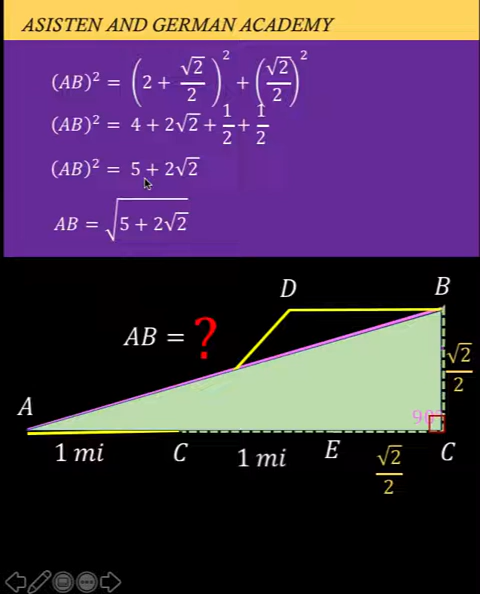 ASISTEN AND GERMAN ACADEMY
(AB)² = (2 + √2/2)² + (√2/2)²
(AB)² = 4 + 2√2 + 1/2 + 1/2
(AB)² = 5 + 2√2
AB = √(5 + 2√2)
D B
AB = ?
√2/2
A
90°
1 mi C 1 mi E √2/2 C